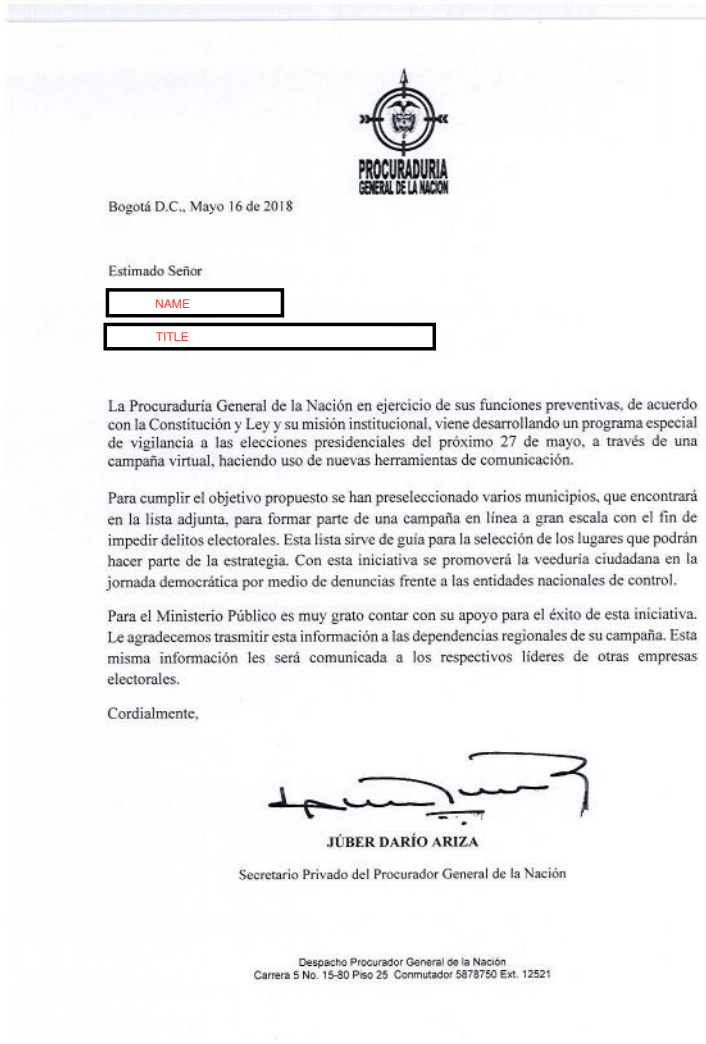 PROCURADURIA
GENERAL DE LA NACION
Bogotá D.C., Mayo 16 de 2018
Estimado Señor
NAME
TITLE
La Procuraduría General de la Nación en ejercicio de sus funciones preventivas, de acuerdo
con la Constitución y Ley y su misión institucional, viene desarrollando un programa especial
de vigilancia a las elecciones presidenciales del próximo 27 de mayo, a través de una
campaña virtual, haciendo uso de nuevas herramientas de comunicación.
Para cumplir el objetivo propuesto se han preseleccionado varios municipios, que encontrará
en la lista adjunta, para formar parte de una campaña en línea a gran escala con el fin de
impedir delitos electorales. Esta lista sirve de guía para la selección de los lugares que podrán
hacer parte de la estrategia. Con esta iniciativa se promoverá la veeduría ciudadana en la
jornada democrática por medio de denuncias frente a las entidades nacionales de control.
Para el Ministerio Público es muy grato contar con su apoyo para el éxito de esta iniciativa.
Le agradecemos trasmitir esta información a las dependencias regionales de su campaña. Esta
misma información les será comunicada a los respectivos líderes de otras empresas
electorales.
Cordialmente,
JÚBER DARÍO ARIZA
Secretario Privado del Procurador General de la Nación
Despacho Procurador General de la Nación
Carrera 5 No. 15-80 Piso 25 Conmutador 5878750 Ext. 12521